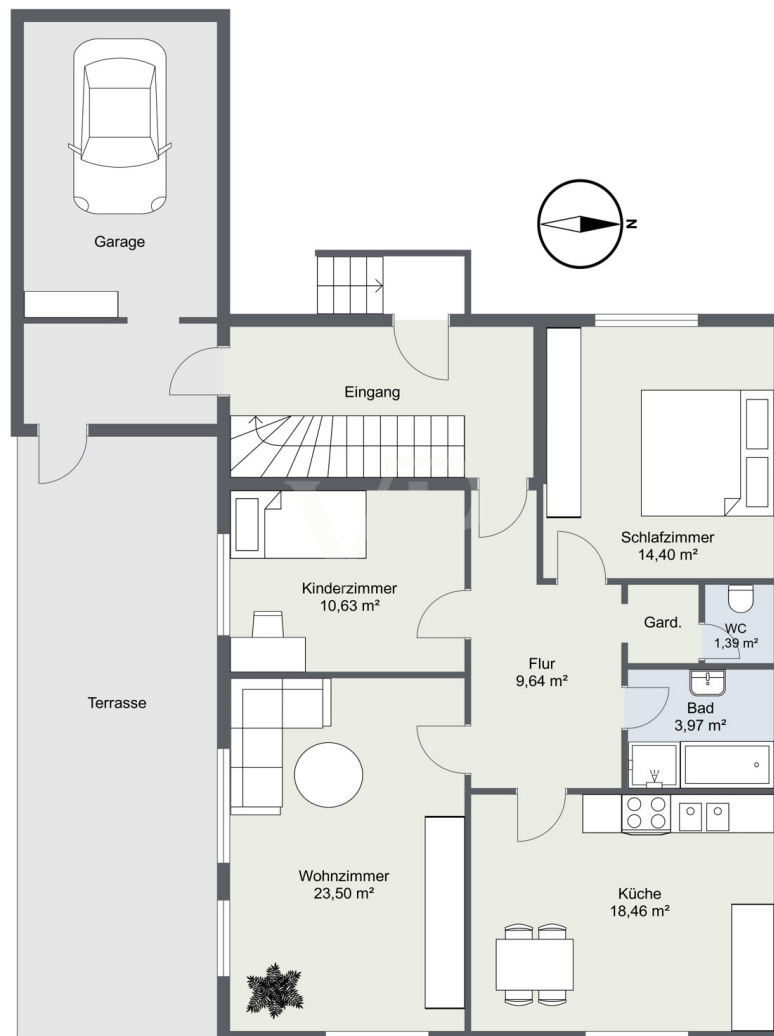 Garage
N
Eingang
Schlafzimmer
14,40 m²
Kinderzimmer
10,63 m²
Gard.
WC
1,39 m²
Flur
9,64 m²
Terrasse
Bad
3,97 m²
Wohnzimmer
23,50 m²
Küche
18,46 m²
VP